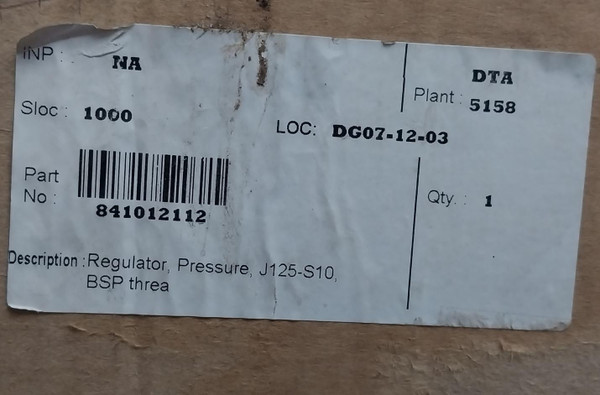 INP : NA
DTA
Plant : 5158
Sloc : 1000
LOC: DG07-12-03
Part No : 841012112
Qty. : 1
Description : Regulator, Pressure, J125-S10,
BSP threa